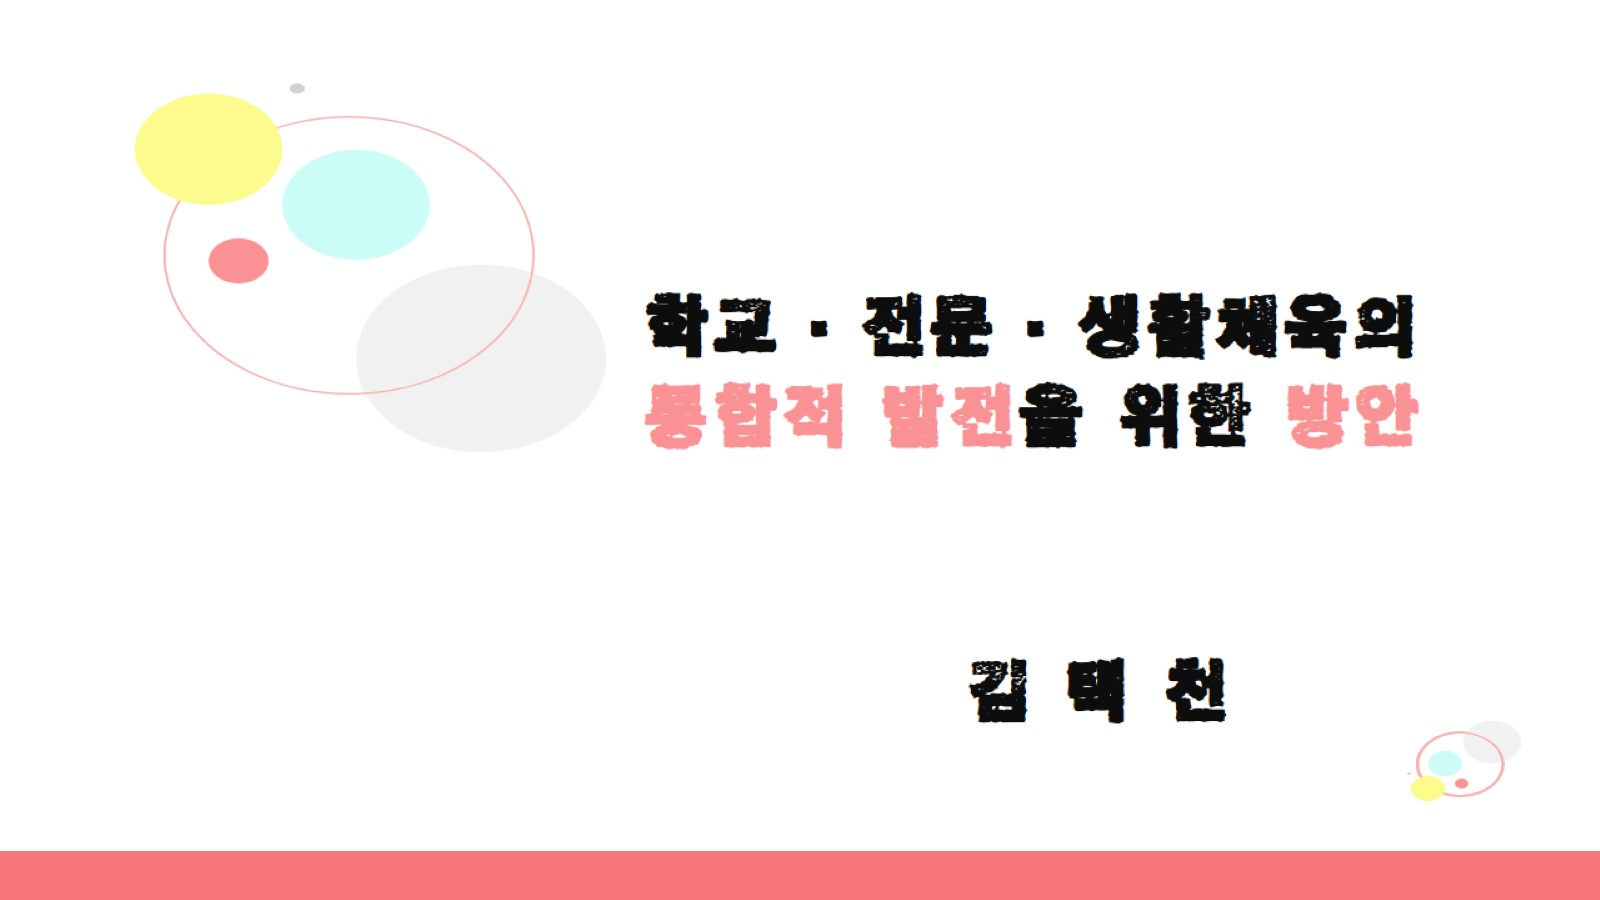 학교 · 전문 · 생활체육의
통합적 발전을 위한 방안
김 택 천